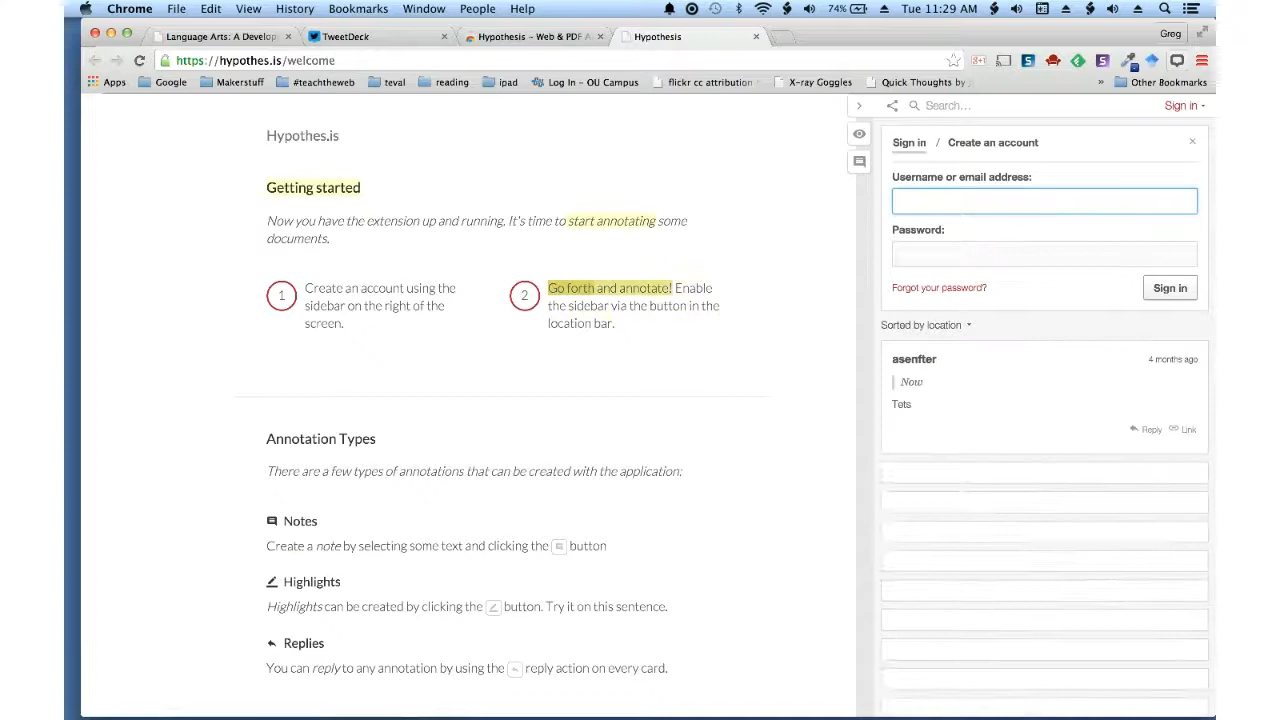 Chrome File Edit View History Bookmarks Window People Help 74% Tue 11:29 AM
Language Arts: A Develop × TweetDeck × Hypothesis – Web & PDF A × Hypothesis × Greg
https://hypothes.is/welcome
Apps Google Makerstuff #teachtheweb teval reading ipad Log In – OU Campus flickr cc attribution X-ray Goggles Quick Thoughts by » Other Bookmarks
Search… Sign in
Hypothes.is
Getting started
Now you have the extension up and running. It's time to start annotating some
documents.
1
Create an account using the
sidebar on the right of the
screen.
2
Go forth and annotate! Enable
the sidebar via the button in the
location bar.
Annotation Types
There are a few types of annotations that can be created with the application:
Notes
Create a note by selecting some text and clicking the button
Highlights
Highlights can be created by clicking the button. Try it on this sentence.
Replies
You can reply to any annotation by using the reply action on every card.
Sign in / Create an account ×
Username or email address:
Password:
Forgot your password? Sign in
Sorted by location
asenfter 4 months ago
Now
Tets
Reply Link